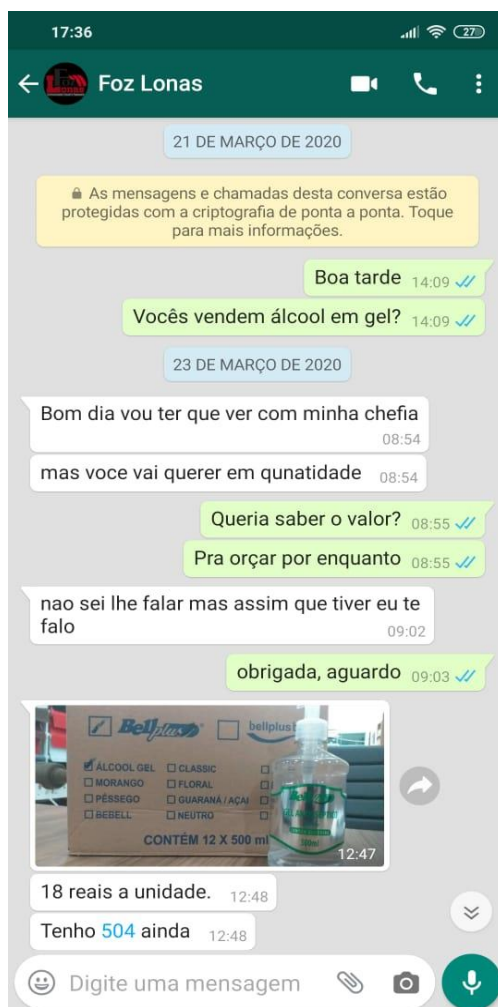 17:36
27
Foz Lonas
21 DE MARÇO DE 2020
As mensagens e chamadas desta conversa estão
protegidas com a criptografia de ponta a ponta. Toque
para mais informações.
Boa tarde 14:09
Vocês vendem álcool em gel? 14:09
23 DE MARÇO DE 2020
Bom dia vou ter que ver com minha chefia
08:54
mas voce vai querer em qunatidade 08:54
Queria saber o valor? 08:55
Pra orçar por enquanto 08:55
nao sei lhe falar mas assim que tiver eu te
falo 09:02
obrigada, aguardo 09:03
Bellplus bellplus
ÁLCOOL GEL CLASSIC
MORANGO FLORAL
PÊSSEGO GUARANÁ / AÇAI
BEBELL NEUTRO
CONTÉM 12 X 500 ml
12:47
18 reais a unidade. 12:48
Tenho 504 ainda 12:48
Digite uma mensagem